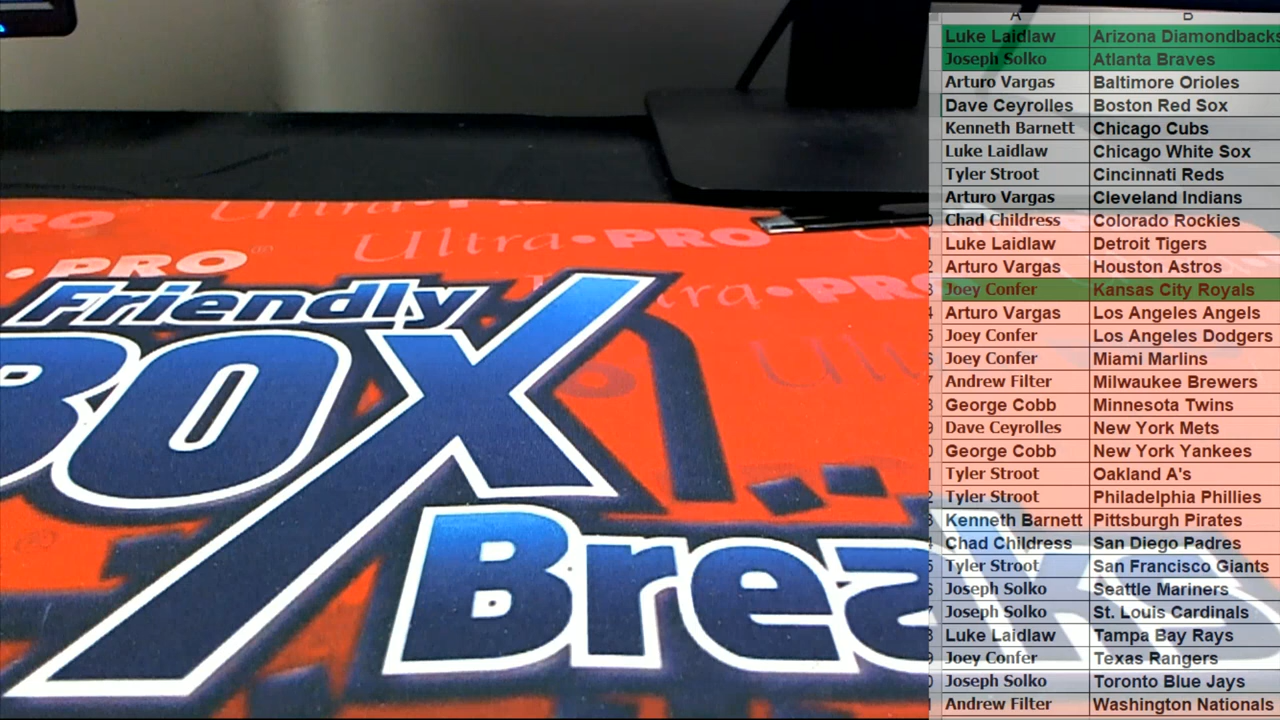 A B
Luke Laidlaw Arizona Diamondbacks
Joseph Solko Atlanta Braves
Arturo Vargas Baltimore Orioles
Dave Ceyrolles Boston Red Sox
Kenneth Barnett Chicago Cubs
Luke Laidlaw Chicago White Sox
Tyler Stroot Cincinnati Reds
Arturo Vargas Cleveland Indians
Chad Childress Colorado Rockies
Luke Laidlaw Detroit Tigers
Arturo Vargas Houston Astros
Joey Confer Kansas City Royals
Arturo Vargas Los Angeles Angels
Joey Confer Los Angeles Dodgers
Joey Confer Miami Marlins
Andrew Filter Milwaukee Brewers
George Cobb Minnesota Twins
Dave Ceyrolles New York Mets
George Cobb New York Yankees
Tyler Stroot Oakland A's
Tyler Stroot Philadelphia Phillies
Kenneth Barnett Pittsburgh Pirates
Chad Childress San Diego Padres
Tyler Stroot San Francisco Giants
Joseph Solko Seattle Mariners
Joseph Solko St. Louis Cardinals
Luke Laidlaw Tampa Bay Rays
Joey Confer Texas Rangers
Joseph Solko Toronto Blue Jays
Andrew Filter Washington Nationals
Ultra•PRO
•PRO®
Friendly
BOX
Breaks